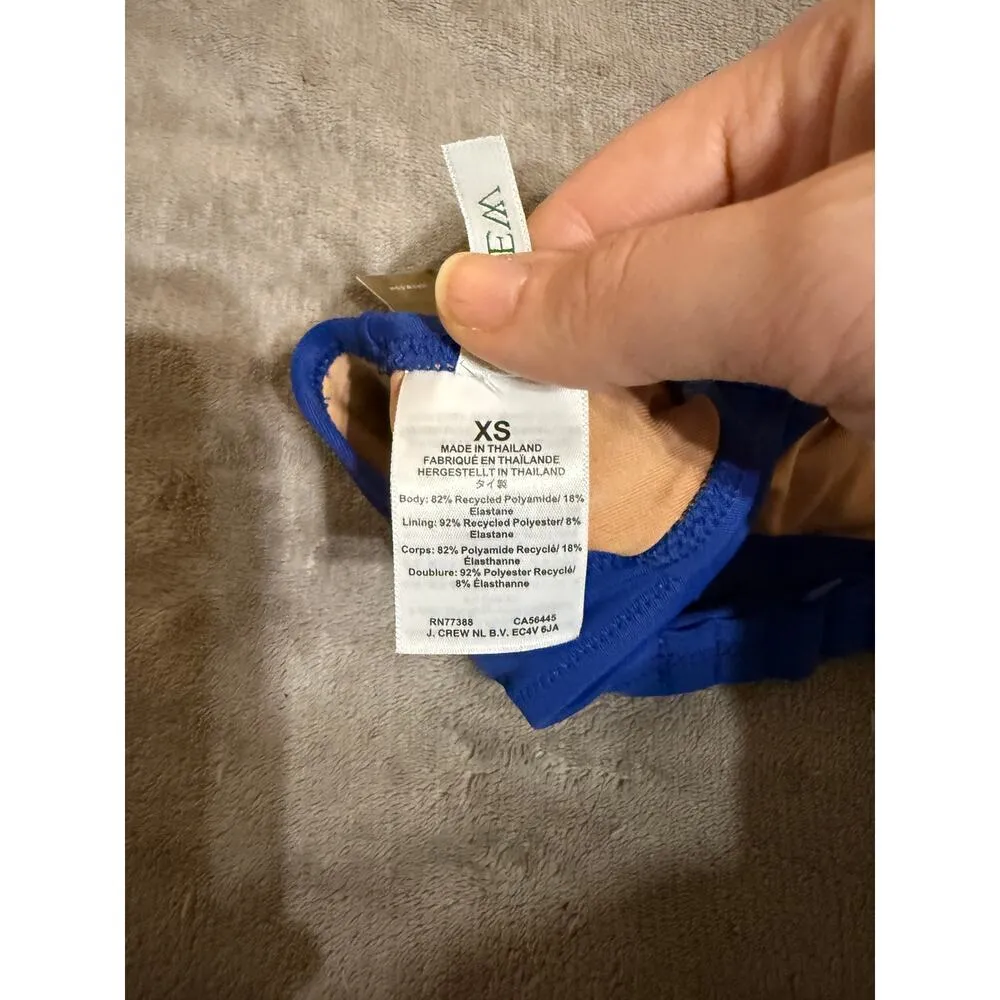 XS
MADE IN THAILAND
FABRIQUÉ EN THAÏLANDE
HERGESTELLT IN THAILAND
タイ製
Body: 82% Recycled Polyamide/ 18%
Elastane
Lining: 92% Recycled Polyester/ 8%
Elastane
Corps: 82% Polyamide Recyclé/ 18%
Élasthanne
Doublure: 92% Polyester Recyclé/
8% Élasthanne
RN77388 CA56445
J. CREW NL B.V. EC4V 6JA